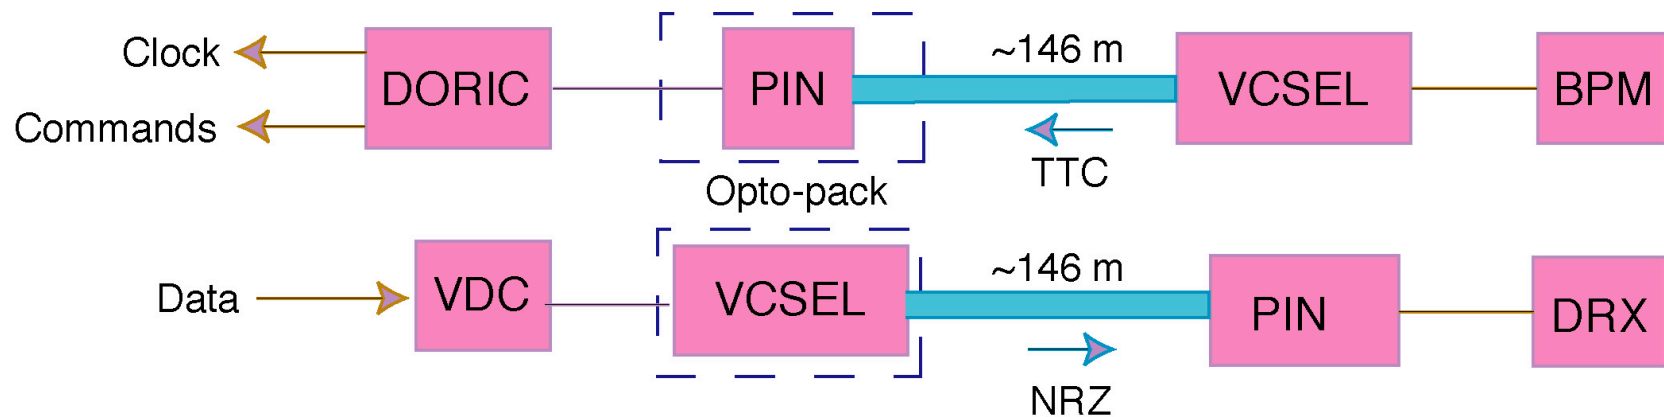 Clock
Commands
DORIC
PIN
~146 m
VCSEL
BPM
TTC
Opto-pack
Data
VDC
VCSEL
~146 m
PIN
DRX
NRZ